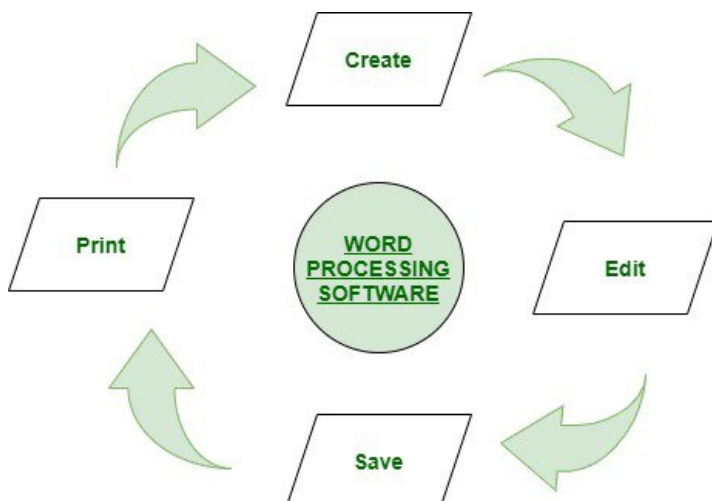 Create
Print
WORD
PROCESSING
SOFTWARE
Edit
Save